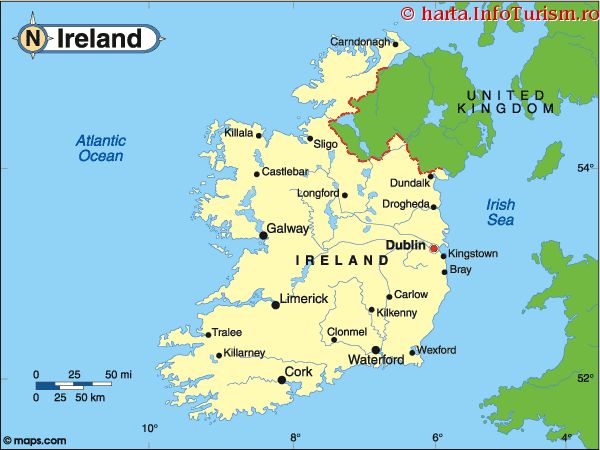 © harta.InfoTurism.ro
N Ireland
Carndonagh
UNITED
KINGDOM
Atlantic
Ocean
Killala
Sligo
54°
Castlebar
Dundalk
Longford
Drogheda
Irish
Sea
Galway
Dublin
Kingstown
IRELAND
Bray
Limerick
Carlow
Kilkenny
Tralee
Clonmel
Killarney
Waterford
Wexford
0 25 50 mi
Cork
52°
0 25 50 km
10°
8°
6°
4°
© maps.com